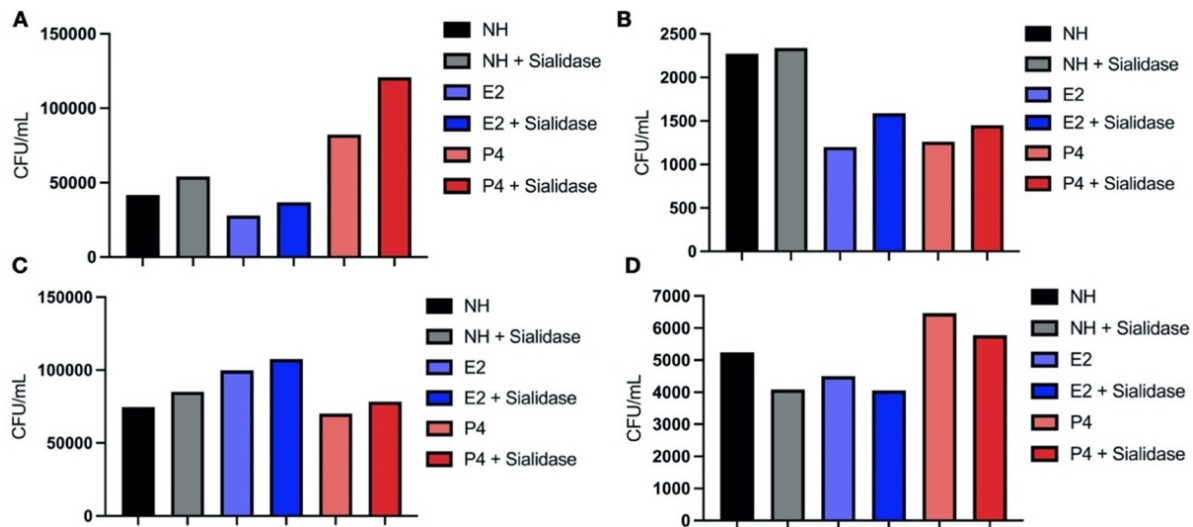 A
CFU/mL
150000
100000
50000
0
NH
NH + Sialidase
E2
E2 + Sialidase
P4
P4 + Sialidase
B
CFU/mL
2500
2000
1500
1000
500
0
NH
NH + Sialidase
E2
E2 + Sialidase
P4
P4 + Sialidase
C
CFU/mL
150000
100000
50000
0
NH
NH + Sialidase
E2
E2 + Sialidase
P4
P4 + Sialidase
D
CFU/mL
7000
6000
5000
4000
3000
2000
1000
0
NH
NH + Sialidase
E2
E2 + Sialidase
P4
P4 + Sialidase